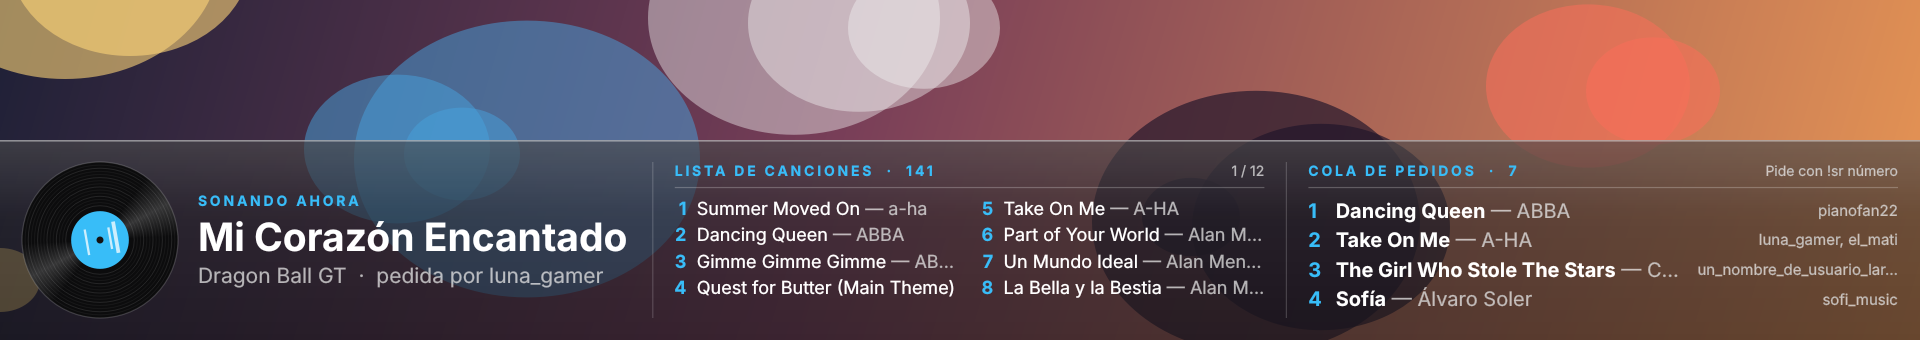 SONANDO AHORA
Mi Corazón Encantado
Dragon Ball GT · pedida por luna_gamer
LISTA DE CANCIONES · 141
1 / 12
1 Summer Moved On — a-ha
2 Dancing Queen — ABBA
3 Gimme Gimme Gimme — AB...
4 Quest for Butter (Main Theme)
5 Take On Me — A-HA
6 Part of Your World — Alan M...
7 Un Mundo Ideal — Alan Men...
8 La Bella y la Bestia — Alan M...
COLA DE PEDIDOS · 7
Pide con !sr número
1 Dancing Queen — ABBA pianofan22
2 Take On Me — A-HA luna_gamer, el_mati
3 The Girl Who Stole The Stars — C... un_nombre_de_usuario_lar...
4 Sofía — Álvaro Soler sofi_music